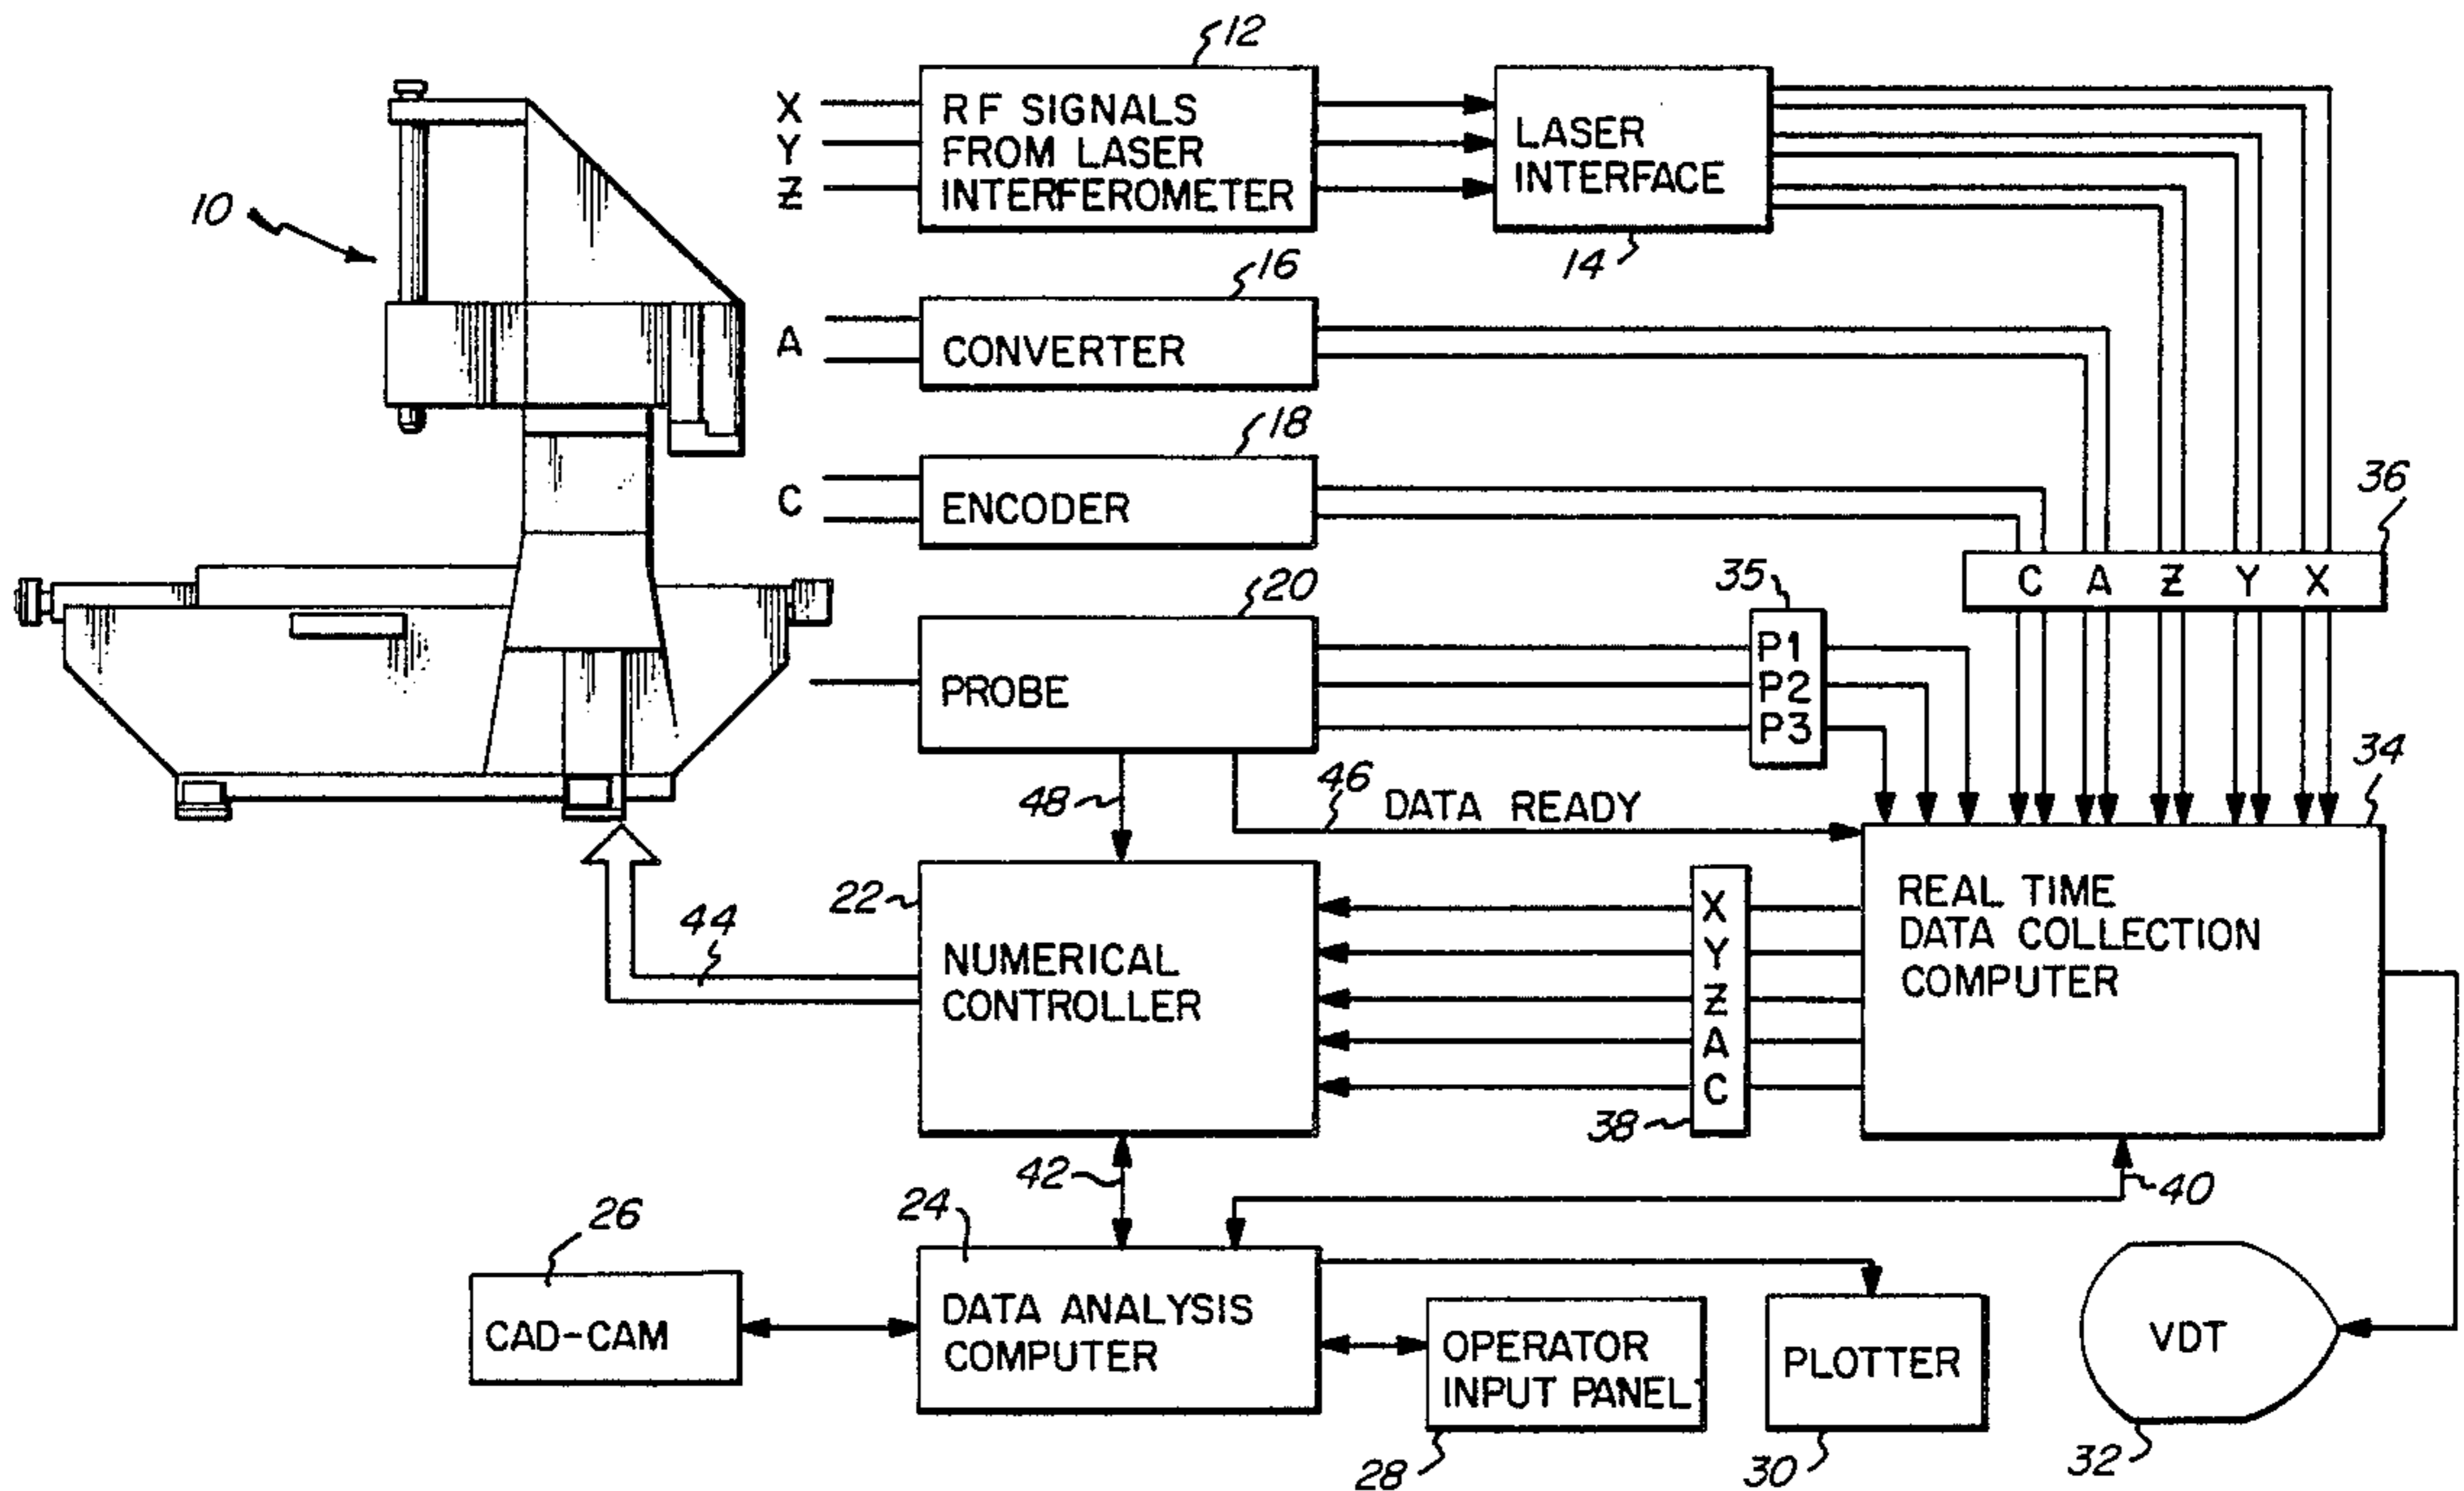 12
X
Y
Z
RF SIGNALS
FROM LASER
INTERFEROMETER
LASER
INTERFACE
14
10
16
A
CONVERTER
18
C
ENCODER
36
C A Z Y X
20
PROBE
35
P1
P2
P3
34
48
46
DATA READY
22
44
NUMERICAL
CONTROLLER
X
Y
Z
A
C
38
REAL TIME
DATA COLLECTION
COMPUTER
42
40
24
26
CAD-CAM
DATA ANALYSIS
COMPUTER
OPERATOR
INPUT PANEL
28
PLOTTER
30
VDT
32